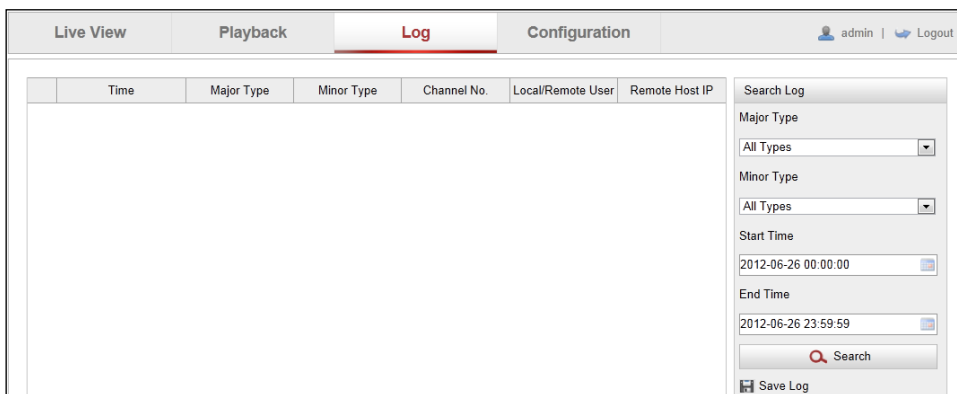 Live View Playback Log Configuration admin | Logout
Time Major Type Minor Type Channel No. Local/Remote User Remote Host IP
Search Log
Major Type
All Types
Minor Type
All Types
Start Time
2012-06-26 00:00:00
End Time
2012-06-26 23:59:59
Search
Save Log